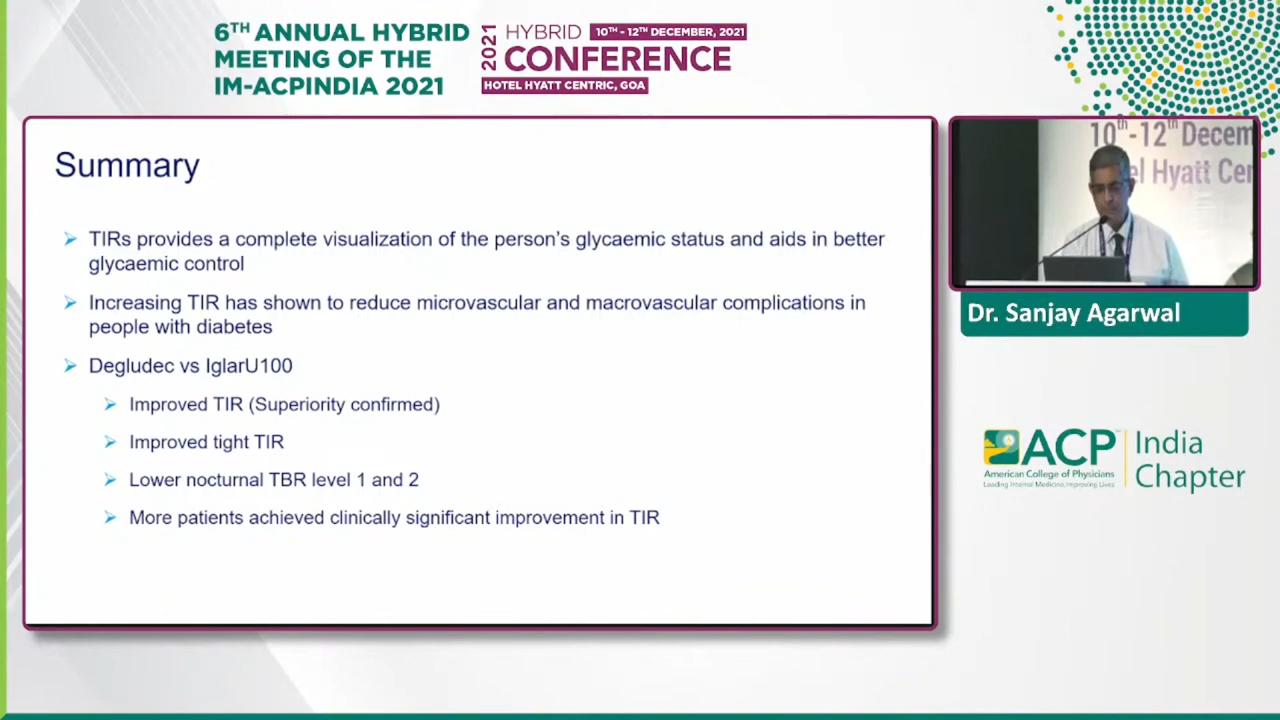 6TH ANNUAL HYBRID
MEETING OF THE
IM-ACPINDIA 2021
2021
HYBRID 10TH - 12TH DECEMBER, 2021
CONFERENCE
HOTEL HYATT CENTRIC, GOA
Summary
TIRs provides a complete visualization of the person's glycaemic status and aids in better
glycaemic control
Increasing TIR has shown to reduce microvascular and macrovascular complications in
people with diabetes
Degludec vs IglarU100
Improved TIR (Superiority confirmed)
Improved tight TIR
Lower nocturnal TBR level 1 and 2
More patients achieved clinically significant improvement in TIR
10th-12th Decem
el Hyatt Cen
Dr. Sanjay Agarwal
ACP
American College of Physicians
Leading Internal Medicine, Improving Lives
India
Chapter